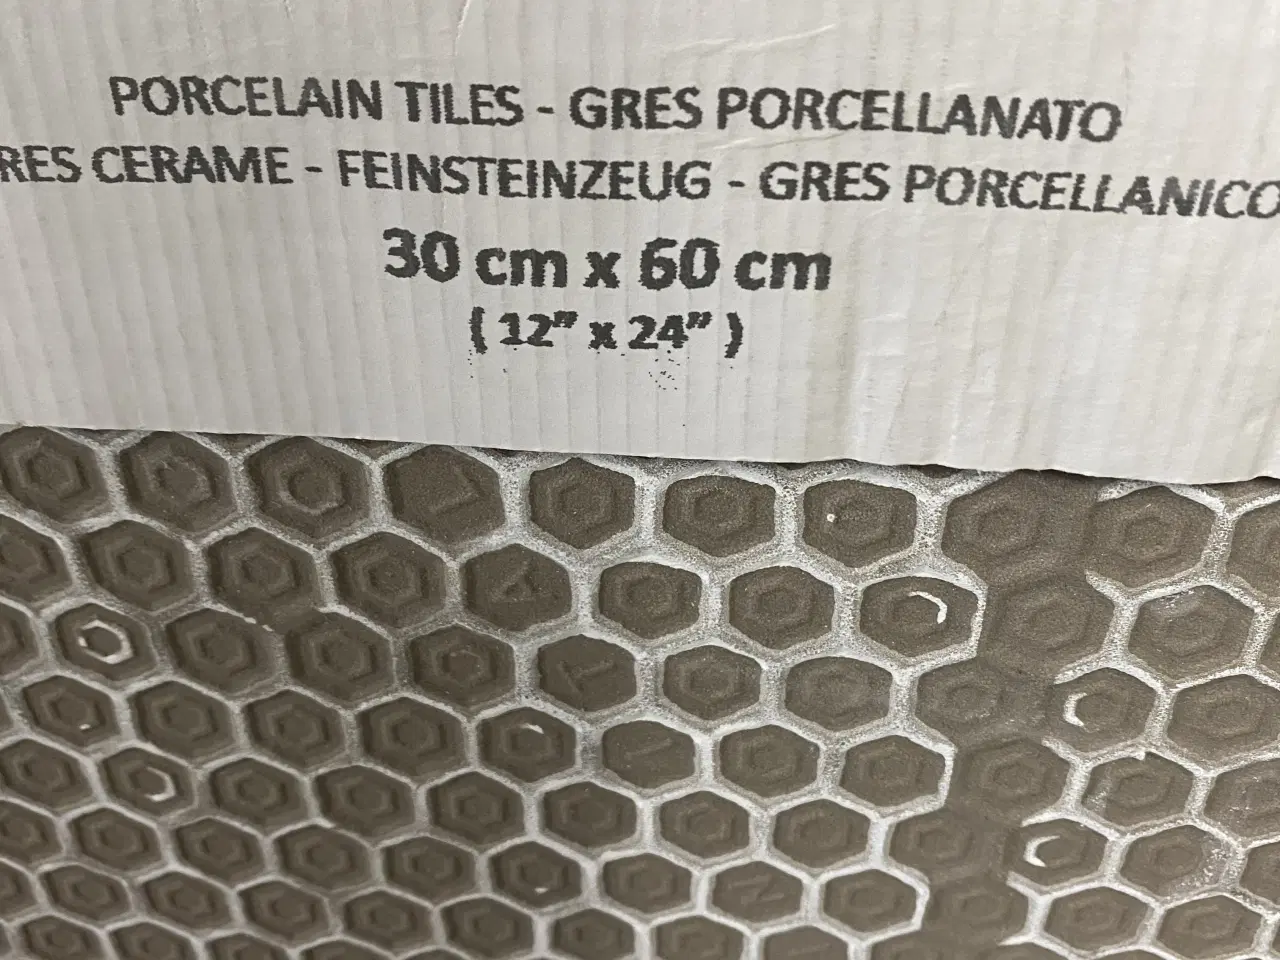 PORCELAIN TILES - GRES PORCELLANATO
RES CERAME - FEINSTEINZEUG - GRES PORCELLANICO
30 cm x 60 cm
( 12” x 24” )